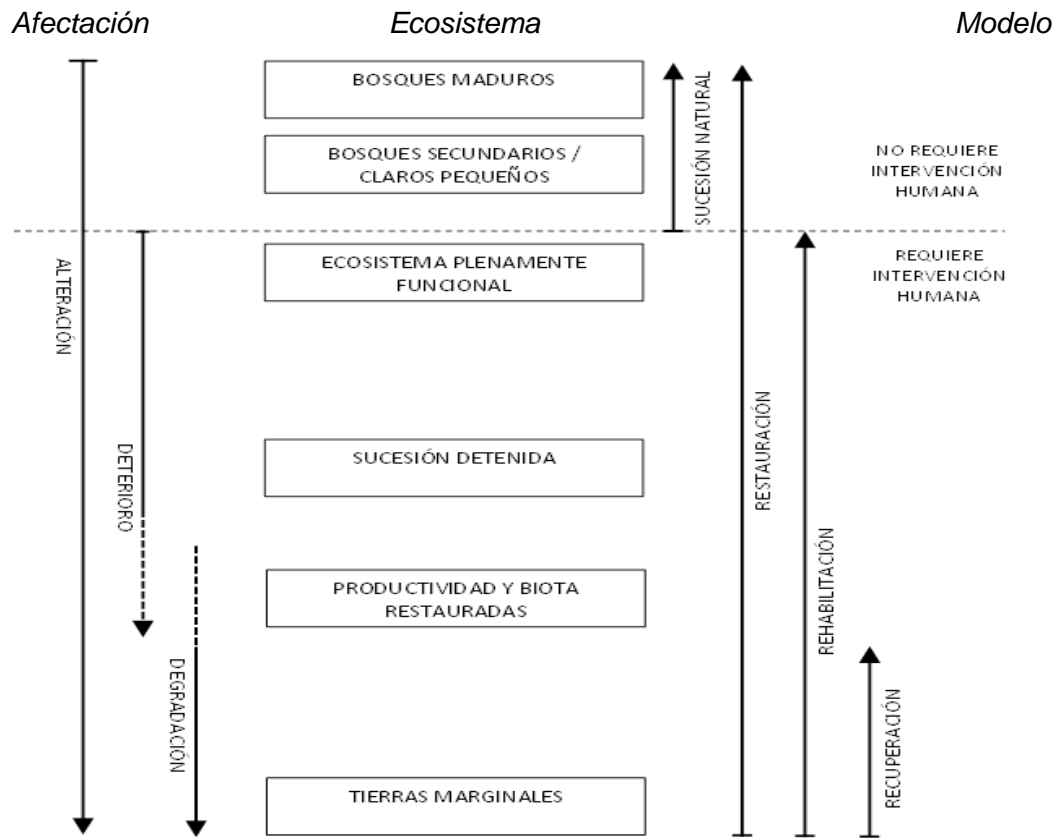 Afectación Ecosistema Modelo
BOSQUES MADUROS
BOSQUES SECUNDARIOS /
CLAROS PEQUEÑOS
SUCESIÓN NATURAL
NO REQUIERE
INTERVENCIÓN
HUMANA
ECOSISTEMA PLENAMENTE
FUNCIONAL
REQUIERE
INTERVENCIÓN
HUMANA
ALTERACIÓN
DETERIORO
SUCESIÓN DETENIDA
RESTAURACIÓN
PRODUCTIVIDAD Y BIOTA
RESTAURADAS
REHABILITACIÓN
DEGRADACIÓN
RECUPERACIÓN
TIERRAS MARGINALES